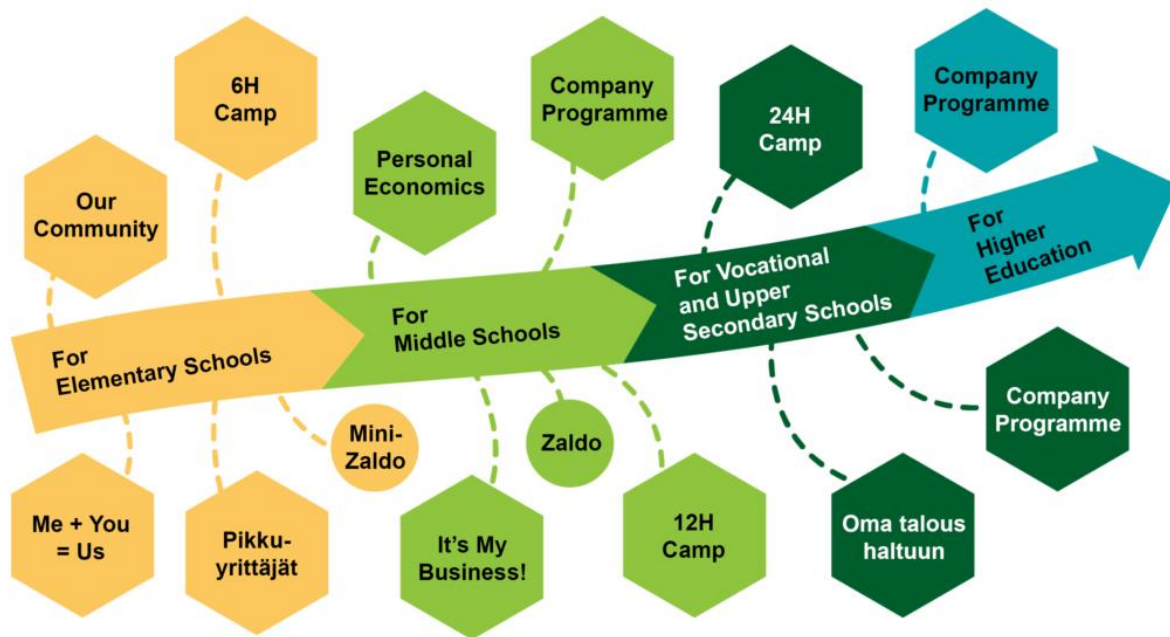 6H
Camp
Company
Programme
24H
Camp
Company
Programme
Personal
Economics
Our
Community
For
Higher
Education
For Vocational
and Upper
Secondary Schools
For
Middle Schools
For
Elementary Schools
Mini-
Zaldo
Zaldo
Company
Programme
Me + You
= Us
Pikku-
yrittäjät
It's My
Business!
12H
Camp
Oma talous
haltuun